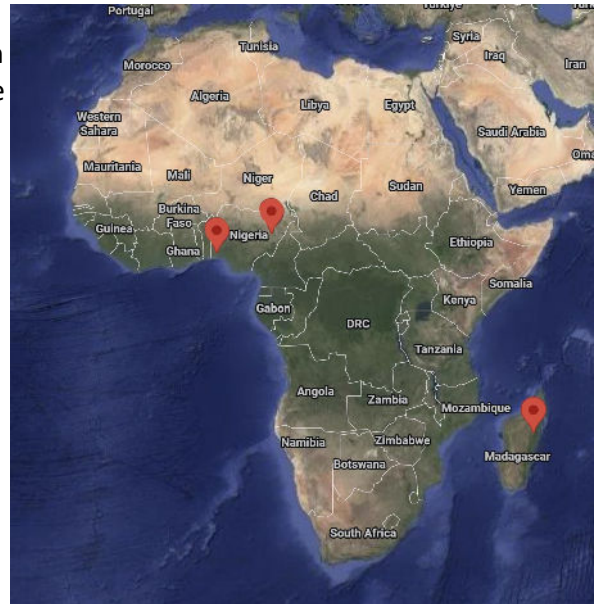 Portugal
Türkiye
Tunisia
Syria
Morocco
Iraq
Iran
Algeria
Libya
Egypt
Western
Sahara
Saudi Arabia
Mauritania
Mali
Niger
Chad
Sudan
Yemen
Burkina
Faso
Guinea
Nigeria
Ghana
Ethiopia
Somalia
Gabon
Kenya
DRC
Tanzania
Angola
Zambia
Mozambique
Namibia
Zimbabwe
Botswana
Madagascar
South Africa